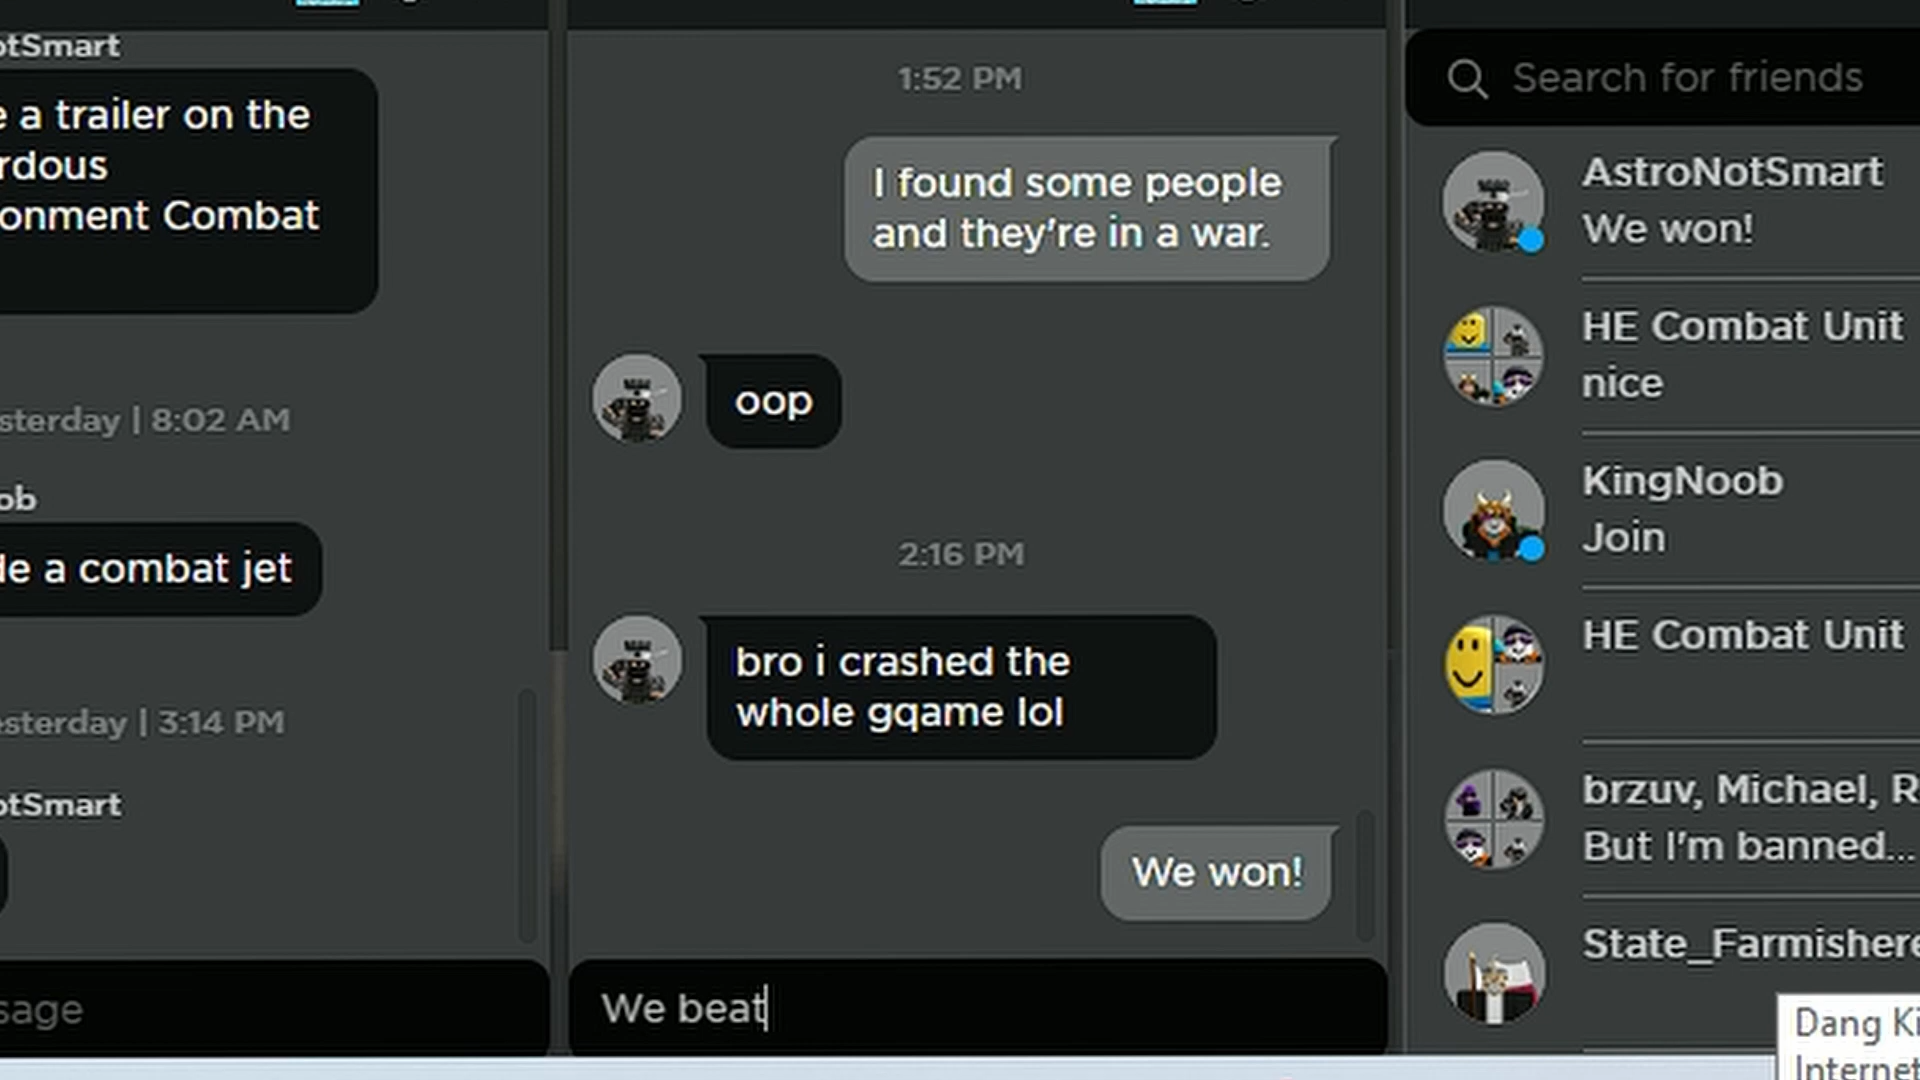 otSmart
e a trailer on the
rdous
onment Combat
sterday | 8:02 AM
ob
de a combat jet
esterday | 3:14 PM
otSmart
sage
1:52 PM
I found some people
and they're in a war.
oop
2:16 PM
bro i crashed the
whole gqame lol
We won!
We beat
Search for friends
AstroNotSmart
We won!
HE Combat Unit
nice
KingNoob
Join
HE Combat Unit
brzuv, Michael, R
But I'm banned...
State_Farmishere
Dang Ki
Internet